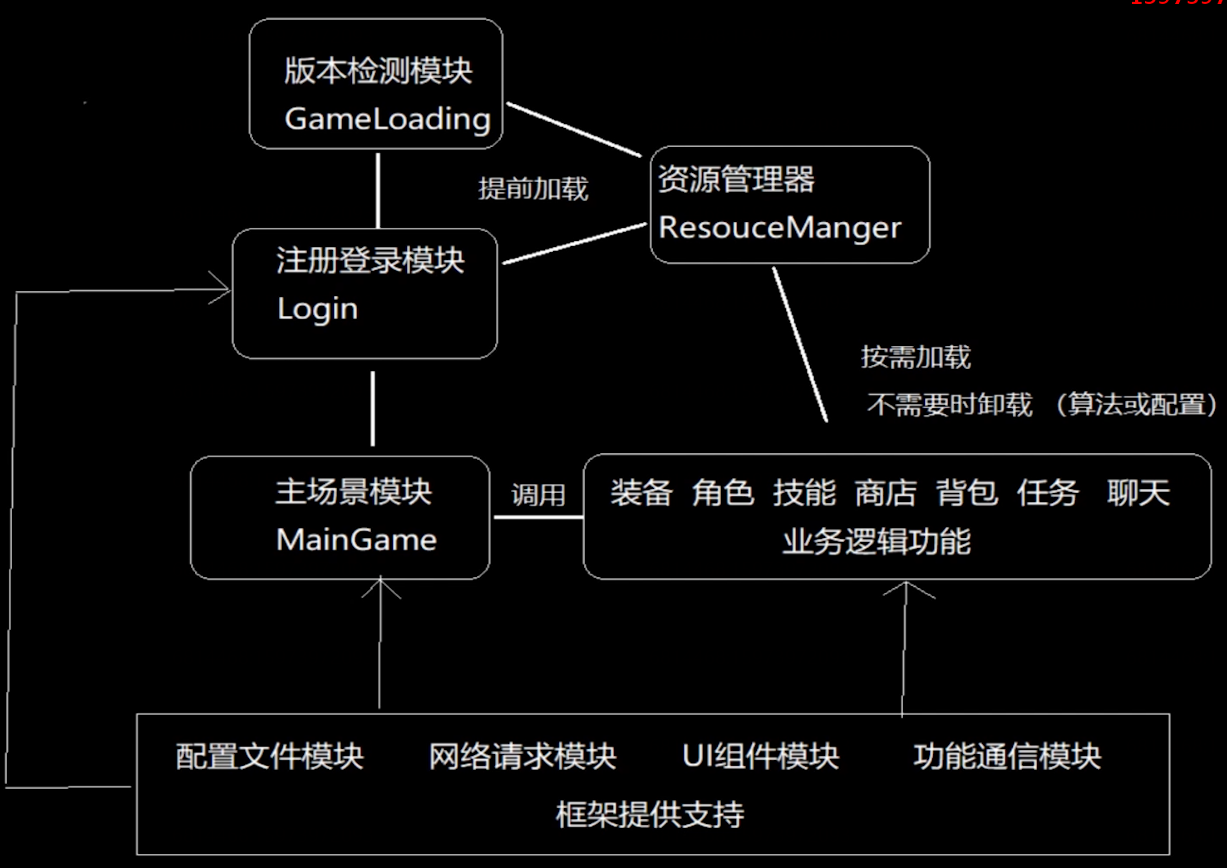 版本检测模块
GameLoading
提前加载
资源管理器
ResouceManger
注册登录模块
Login
按需加载
不需要时卸载 （算法或配置）
主场景模块
MainGame
调用
装备 角色 技能 商店 背包 任务 聊天
业务逻辑功能
配置文件模块 网络请求模块 UI组件模块 功能通信模块
框架提供支持